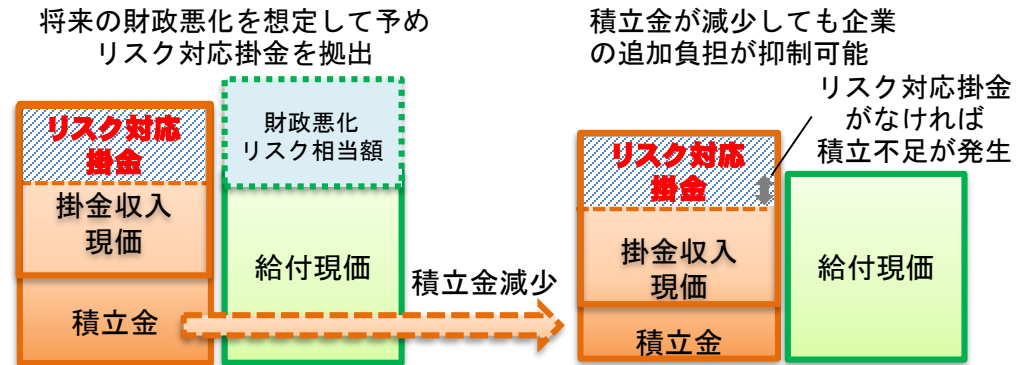 将来の財政悪化を想定して予め
リスク対応掛金を拠出
リスク対応
掛金
掛金収入
現価
積立金
財政悪化
リスク相当額
給付現価
積立金減少
積立金が減少しても企業
の追加負担が抑制可能
リスク対応掛金
がなければ
積立不足が発生
リスク対応
掛金
掛金収入
現価
積立金
給付現価